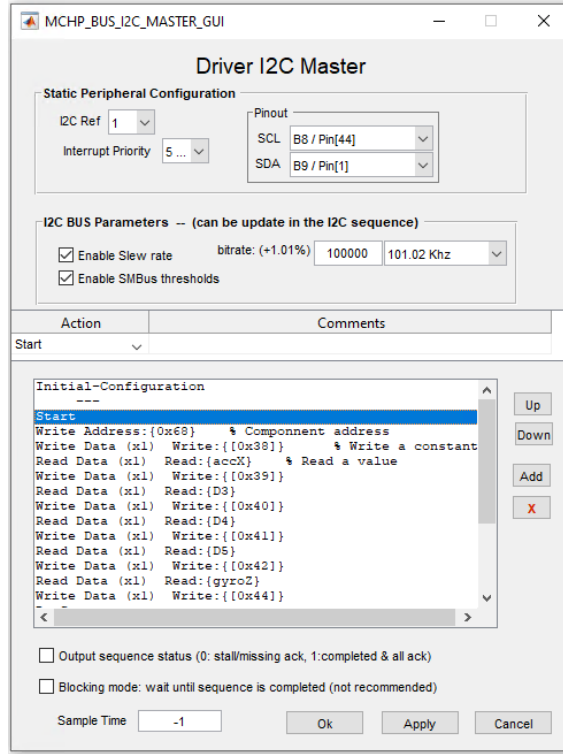 MCHP_BUS_I2C_MASTER_GUI
Driver I2C Master
Static Peripheral Configuration
I2C Ref 1
Interrupt Priority 5 ...
Pinout
SCL B8 / Pin[44]
SDA B9 / Pin[1]
I2C BUS Parameters -- (can be update in the I2C sequence)
Enable Slew rate bitrate: (+1.01%) 100000 101.02 Khz
Enable SMBus thresholds
Action Comments
Start
Initial-Configuration
---
Start
Write Address:{0x68} % Componnent address
Write Data (x1) Write:{[0x38]} % Write a constant
Read Data (x1) Read:{accX} % Read a value
Write Data (x1) Write:{[0x39]}
Read Data (x1) Read:{D3}
Write Data (x1) Write:{[0x40]}
Read Data (x1) Read:{D4}
Write Data (x1) Write:{[0x41]}
Read Data (x1) Read:{D5}
Write Data (x1) Write:{[0x42]}
Read Data (x1) Read:{gyroZ}
Write Data (x1) Write:{[0x44]}
Up
Down
Add
X
Output sequence status (0: stall/missing ack, 1:completed & all ack)
Blocking mode: wait until sequence is completed (not recommended)
Sample Time -1 Ok Apply Cancel